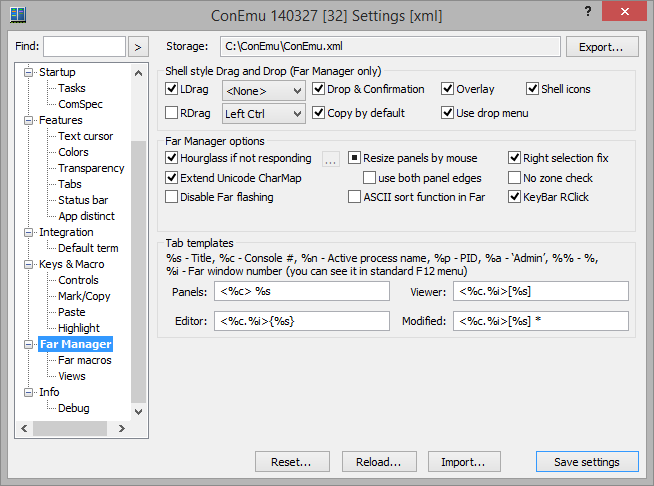 ConEmu 140327 [32] Settings [xml]
?
Find:
>
Storage:
C:\ConEmu\ConEmu.xml
Export...
Startup
Tasks
ComSpec
Features
Text cursor
Colors
Transparency
Tabs
Status bar
App distinct
Integration
Default term
Keys & Macro
Controls
Mark/Copy
Paste
Highlight
Far Manager
Far macros
Views
Info
Debug
Shell style Drag and Drop (Far Manager only)
LDrag <None> Drop & Confirmation Overlay Shell icons
RDrag Left Ctrl Copy by default Use drop menu
Far Manager options
Hourglass if not responding ... Resize panels by mouse Right selection fix
Extend Unicode CharMap use both panel edges No zone check
Disable Far flashing ASCII sort function in Far KeyBar RClick
Tab templates
%s - Title, %c - Console #, %n - Active process name, %p - PID, %a - ‘Admin’, %% - %,
%i - Far window number (you can see it in standard F12 menu)
Panels: <%c> %s Viewer: <%c.%i>[%s]
Editor: <%c.%i>{%s} Modified: <%c.%i>[%s] *
Reset... Reload... Import... Save settings